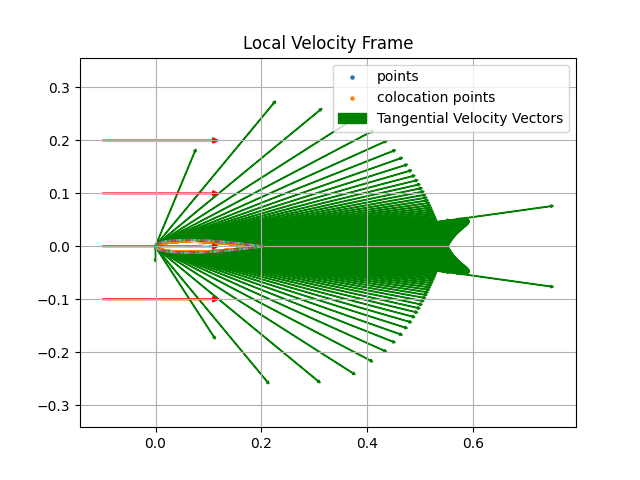 Local Velocity Frame
points
colocation points
Tangential Velocity Vectors
0.3
0.2
0.1
0.0
−0.1
−0.2
−0.3
0.0 0.2 0.4 0.6